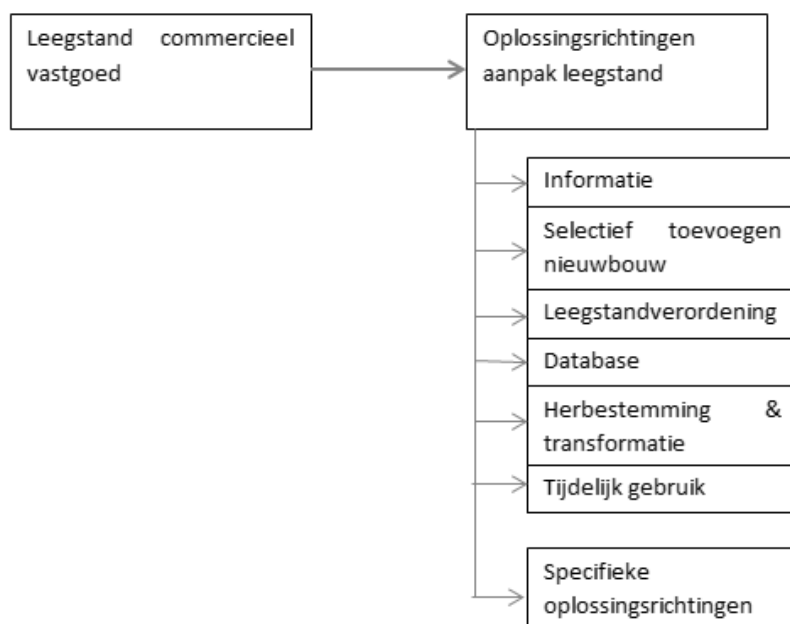 Leegstand commercieel
vastgoed
Oplossingsrichtingen
aanpak leegstand
Informatie
Selectief toevoegen
nieuwbouw
Leegstandverordening
Database
Herbestemming &
transformatie
Tijdelijk gebruik
Specifieke
oplossingsrichtingen